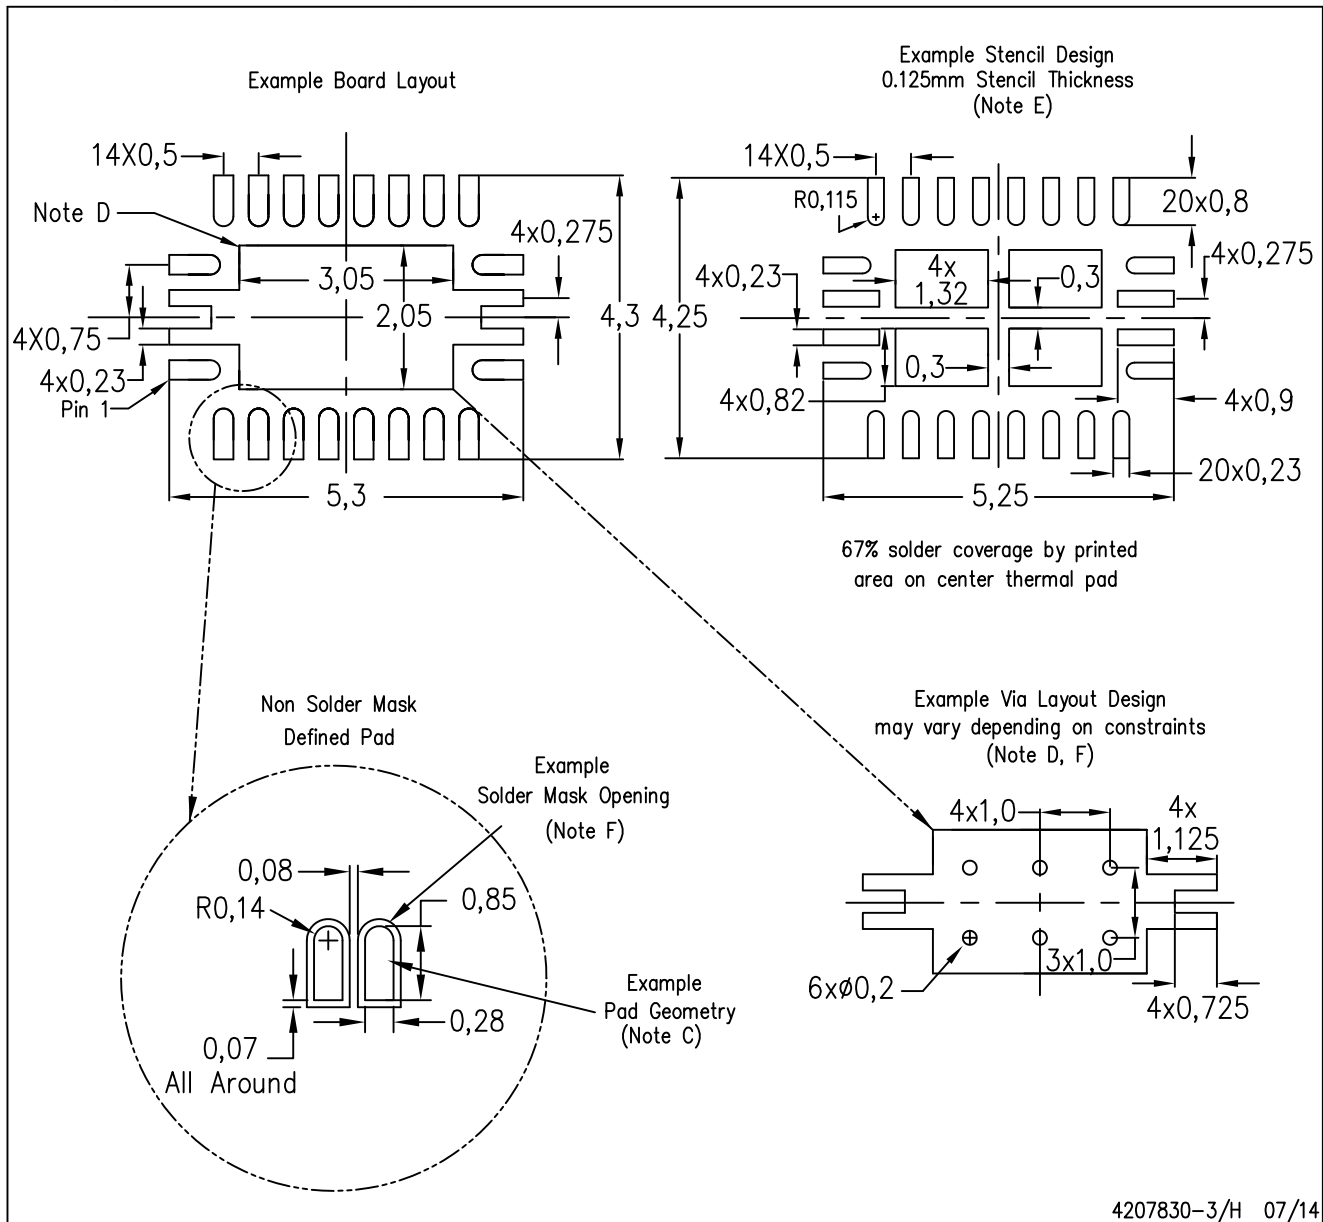 Example Board Layout
14X0,5
Note D
4x0,275
3,05
2,05
4,3
4X0,75
4x0,23
Pin 1
5,3
Example Stencil Design
0.125mm Stencil Thickness
(Note E)
14X0,5
R0,115
20x0,8
4x0,275
4x0,23
4x
1,32
0,3
4,25
0,3
4x0,82
4x0,9
20x0,23
5,25
67% solder coverage by printed
area on center thermal pad
Non Solder Mask
Defined Pad
Example
Solder Mask Opening
(Note F)
0,08
R0,14
0,85
Example
Pad Geometry
(Note C)
0,28
0,07
All Around
Example Via Layout Design
may vary depending on constraints
(Note D, F)
4x1,0
4x
1,125
3x1,0
6xø0,2
4x0,725
4207830-3/H 07/14